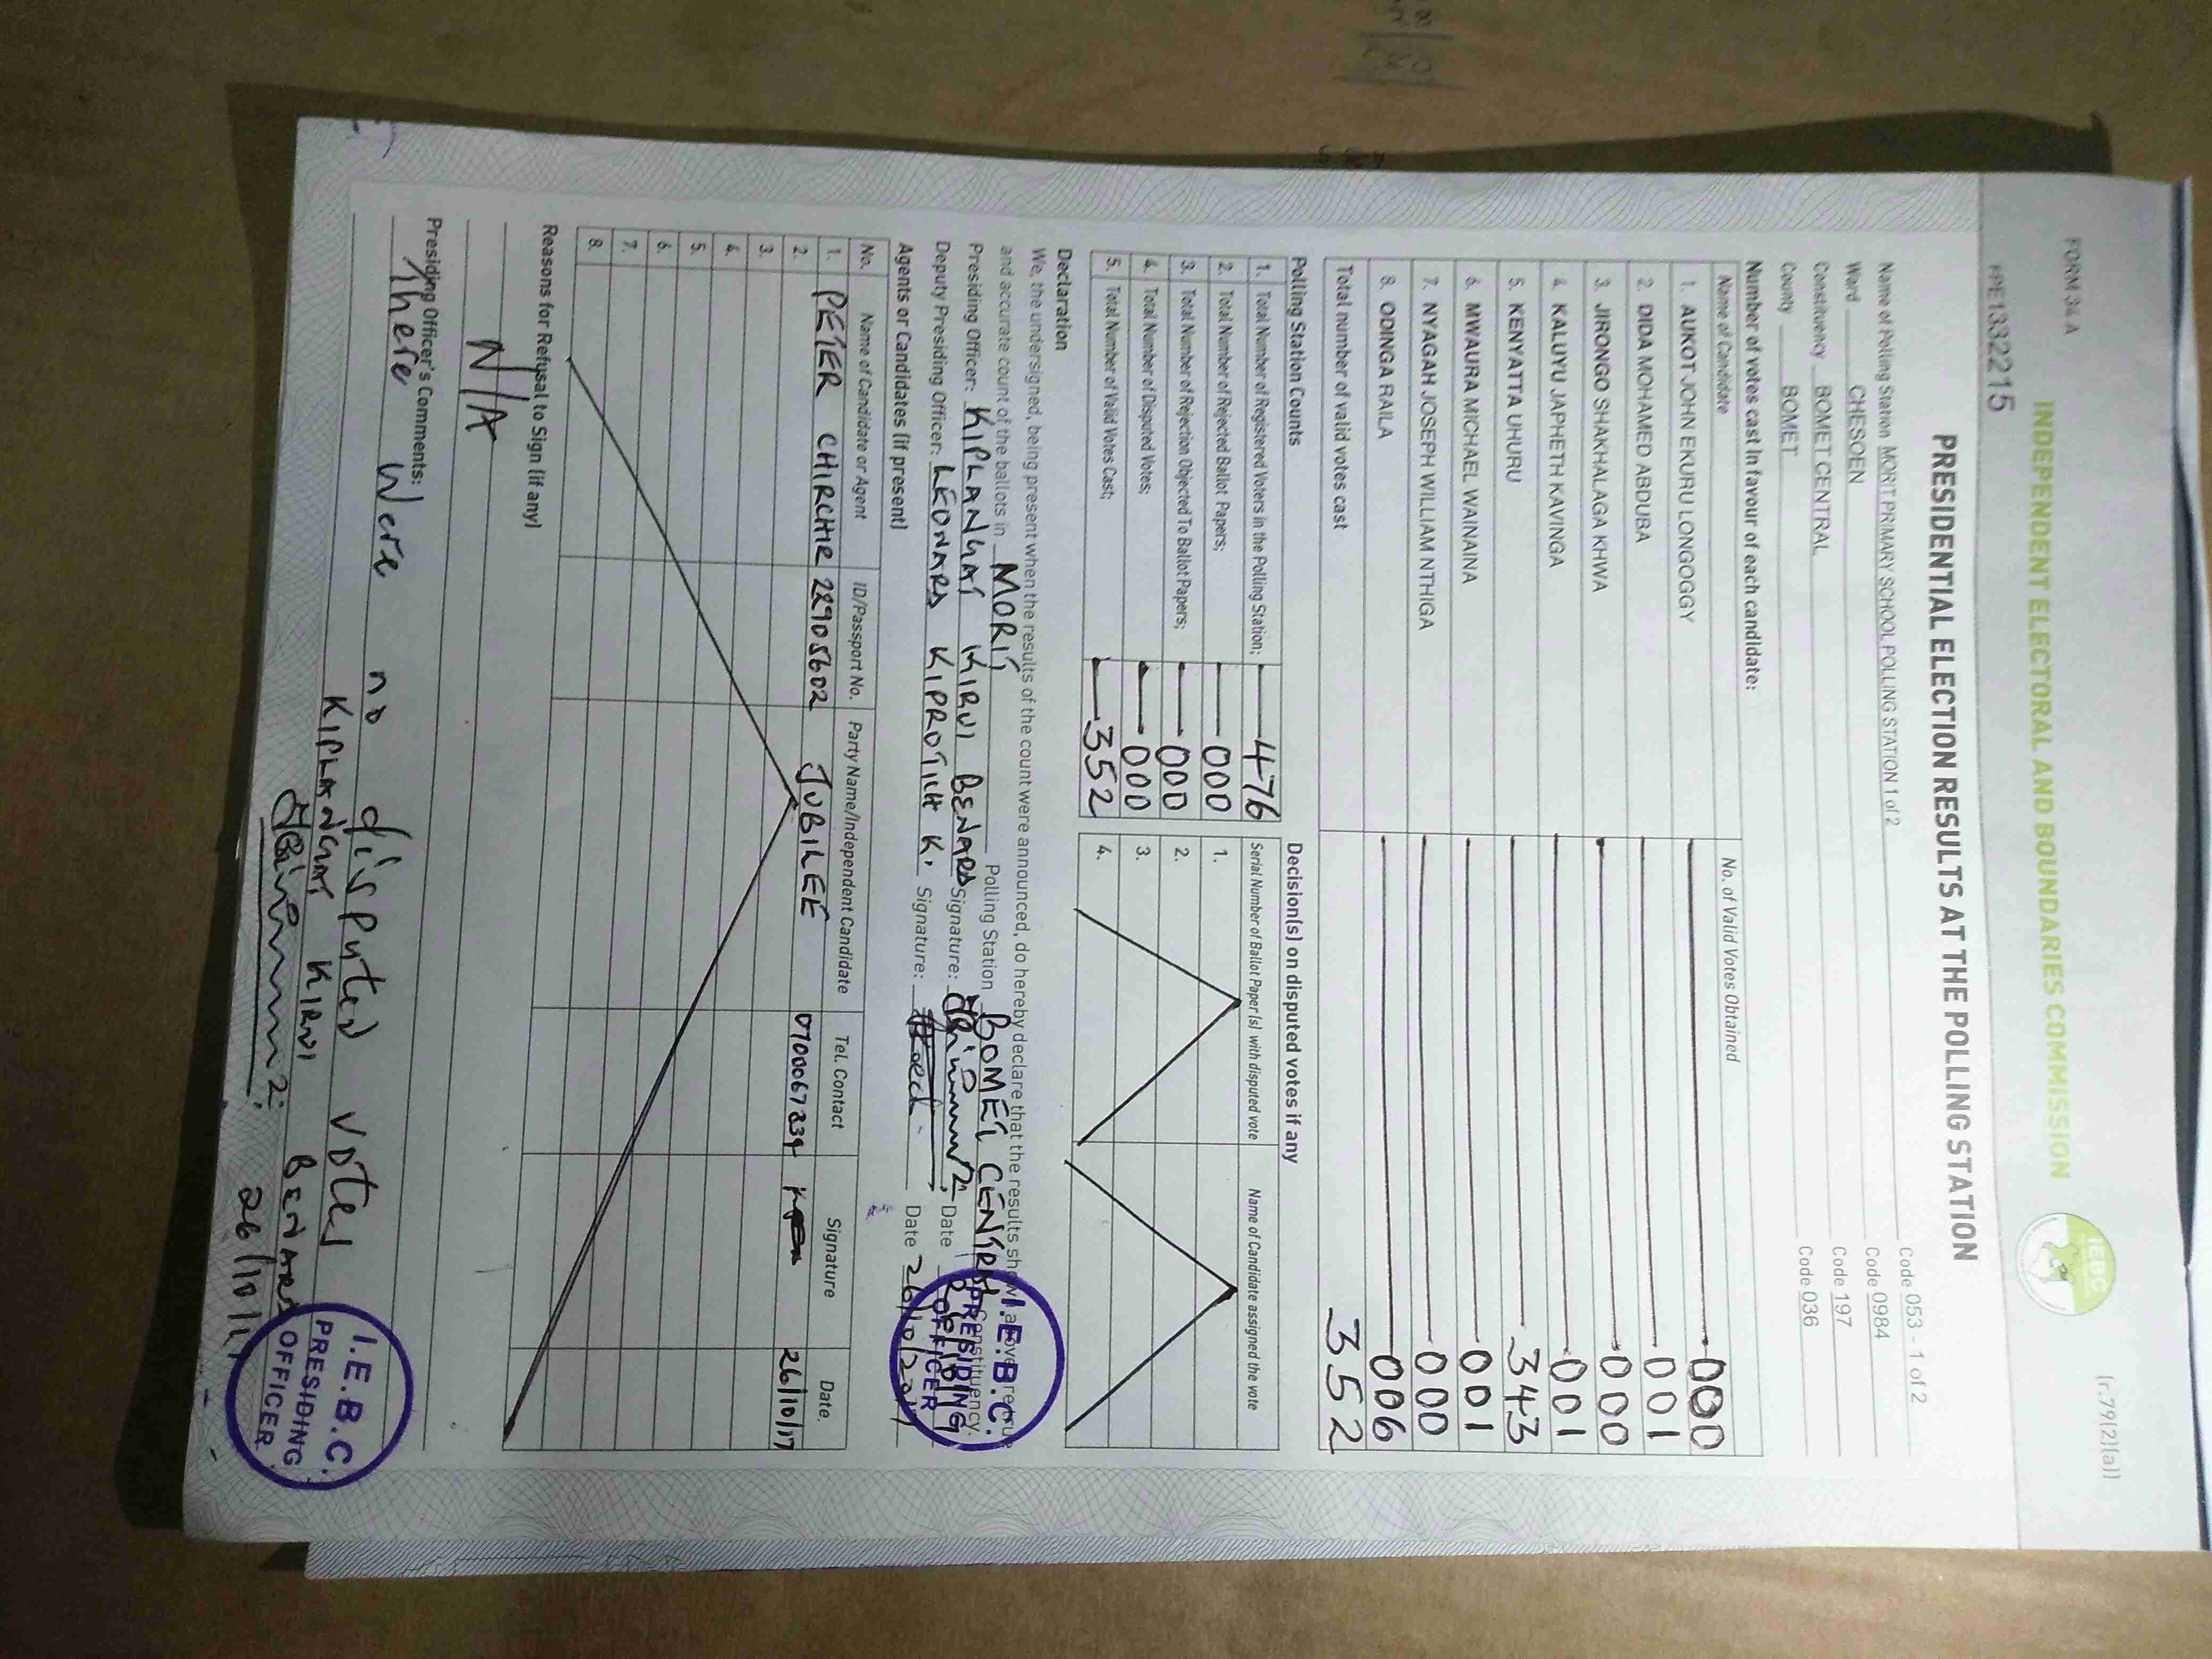 FORM 34 A
(r.79(2)(a))
INDEPENDENT ELECTORAL AND BOUNDARIES COMMISSION
IEBC
PPE1332215
PRESIDENTIAL ELECTION RESULTS AT THE POLLING STATION
Name of Polling Station MORIT PRIMARY SCHOOL POLLING STATION 1 of 2 Code 053 - 1 of 2
Ward CHESOEN Code 0984
Constituency BOMET CENTRAL Code 197
County BOMET Code 036
Number of votes cast in favour of each candidate:
Name of Candidate No. of Valid Votes Obtained
1. AUKOT JOHN EKURU LONGOGGY 000
2. DIDA MOHAMED ABDUBA 001
3. JIRONGO SHAKHALAGA KHWA 000
4. KALUYU JAPHETH KAVINGA 001
5. KENYATTA UHURU 343
6. MWAURA MICHAEL WAINAINA 001
7. NYAGAH JOSEPH WILLIAM NTHIGA 000
8. ODINGA RAILA 006
Total number of valid votes cast 352
Polling Station Counts
1. Total Number of Registered Voters in the Polling Station: 476
2. Total Number of Rejected Ballot Papers; 000
3. Total Number of Rejection Objected To Ballot Papers; 000
4. Total Number of Disputed Votes; 000
5. Total Number of Valid Votes Cast; 352
Decision(s) on disputed votes if any
Serial Number of Ballot Paper(s) with disputed vote Name of Candidate assigned the vote
1.
2.
3.
4.
Declaration
We, the undersigned, being present when the results of the count were announced, do hereby declare that the results shown above are true
and accurate count of the ballots in MORIT Polling Station BOMET CENTRAL Constituency.
Presiding Officer: KIPLANGAT KIRUI BENARD Signature: Date
Deputy Presiding Officer: LEONARD KIPROTICH K. Signature: Date 26/10/2017
I.E.B.C.
PRESIDING
OFFICER
Agents or Candidates (if present)
No. Name of Candidate or Agent ID/Passport No. Party Name/Independent Candidate Tel. Contact Signature Date.
1. PETER CHIRCHIR 22905602 JUBILEE 0700067839 26/10/17
2.
3.
4.
5.
6.
7.
8.
Reasons for Refusal to Sign (if any)
N/A
Presiding Officer's Comments:
There were no disputed votes
KIPLANGAT KIRUI BENARD
26/10/17
I.E.B.C.
PRESIDING
OFFICER